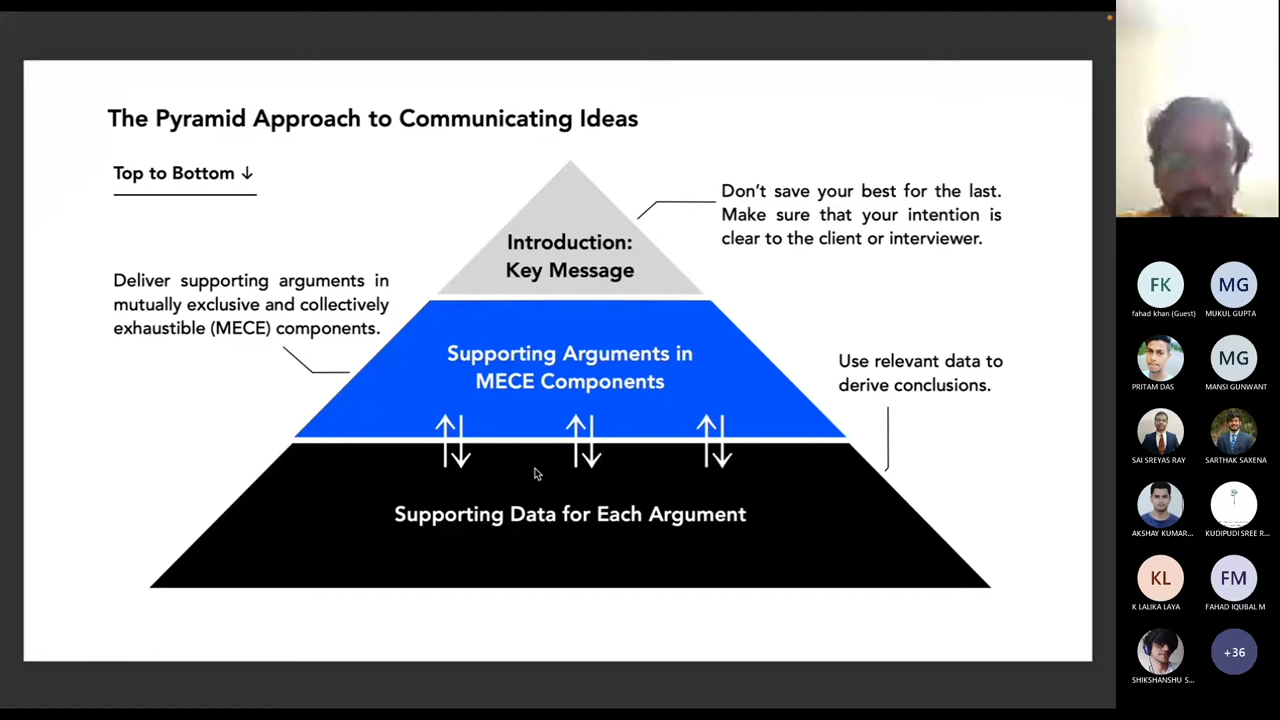 The Pyramid Approach to Communicating Ideas
Top to Bottom ↓
Don't save your best for the last.
Make sure that your intention is
clear to the client or interviewer.
Introduction:
Key Message
Deliver supporting arguments in
mutually exclusive and collectively
exhaustible (MECE) components.
Supporting Arguments in
MECE Components
Use relevant data to
derive conclusions.
Supporting Data for Each Argument
FK
fahad khan (Guest)
MG
MUKUL GUPTA
PRITAM DAS
MG
MANSI GUNWANT
SAI SREYAS RAY
SARTHAK SAXENA
AKSHAY KUMAR...
KUDIPUDI SREE R...
KL
K LALIKA LAYA
FM
FAHAD IQUBAL M
SHIKSHANSHU S...
+36